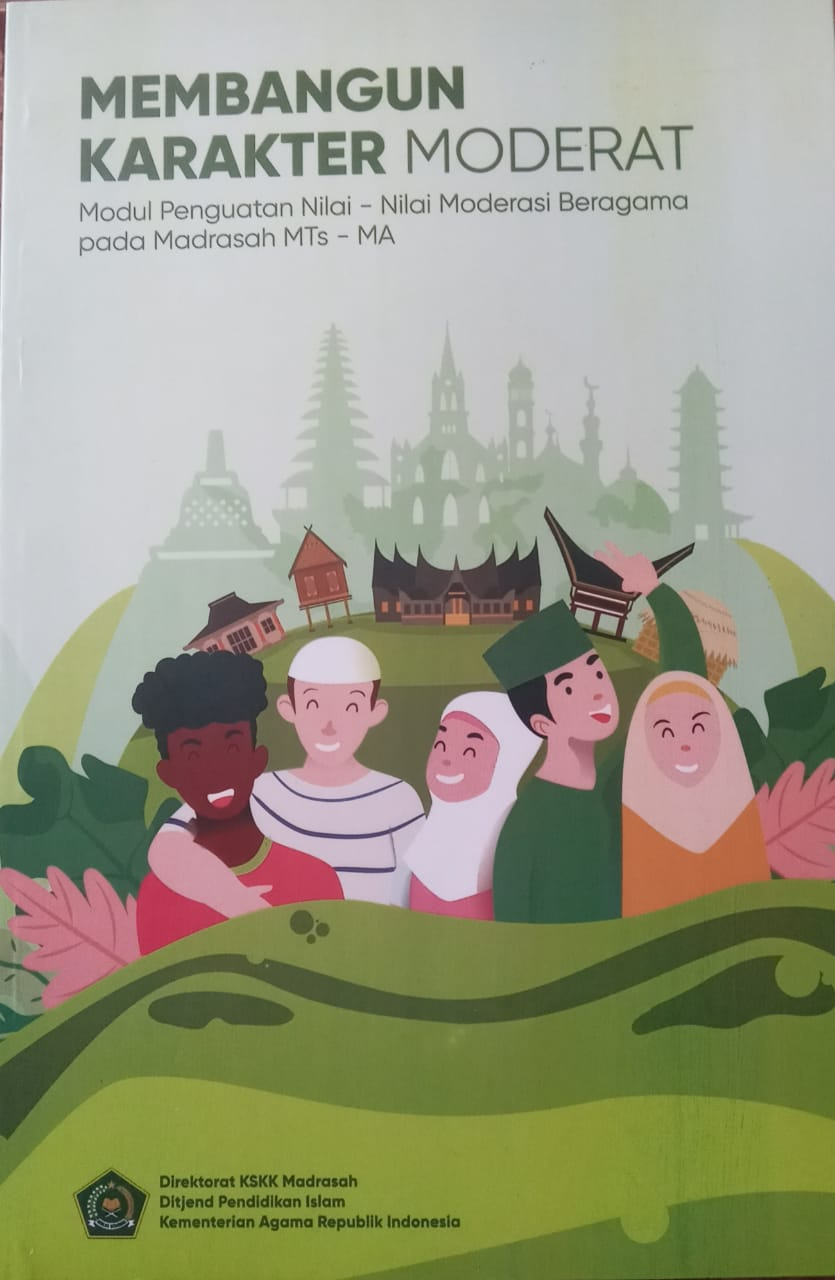 MEMBANGUN
KARAKTER MODERAT
Modul Penguatan Nilai - Nilai Moderasi Beragama
pada Madrasah MTs - MA
Direktorat KSKK Madrasah
Ditjend Pendidikan Islam
Kementerian Agama Republik Indonesia